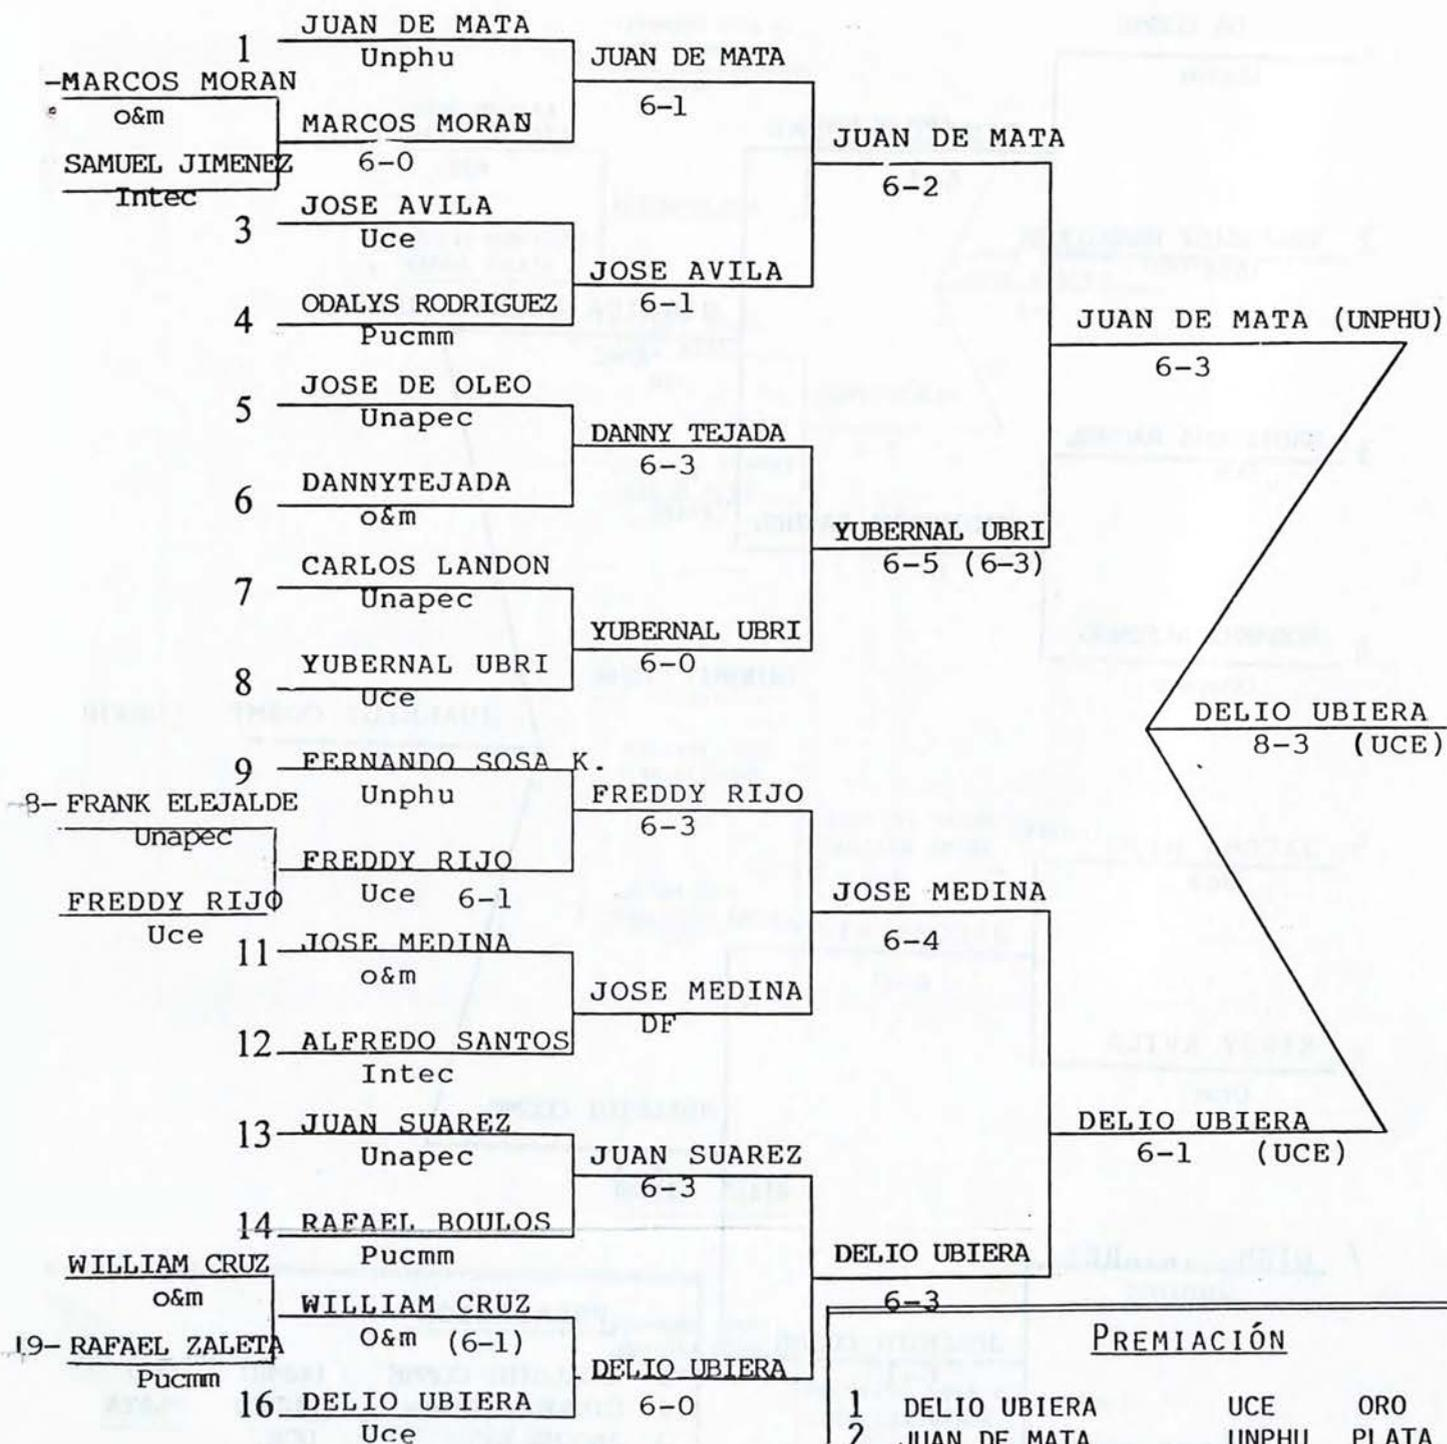 1 JUAN DE MATA
Unphu
-MARCOS MORAN
o&m
SAMUEL JIMENEZ
Intec
MARCOS MORAN
6-0
3 JOSE AVILA
Uce
4 ODALYS RODRIGUEZ
Pucmm
5 JOSE DE OLEO
Unapec
6 DANNYTEJADA
o&m
7 CARLOS LANDON
Unapec
8 YUBERNAL UBRI
Uce
9 FERNANDO SOSA K.
Unphu
8- FRANK ELEJALDE
Unapec
FREDDY RIJO
Uce
FREDDY RIJO
Uce 6-1
11 JOSE MEDINA
o&m
12 ALFREDO SANTOS
Intec
13 JUAN SUAREZ
Unapec
14 RAFAEL BOULOS
Pucmm
WILLIAM CRUZ
o&m
19- RAFAEL ZALETA
Pucmm
WILLIAM CRUZ
O&m (6-1)
16 DELIO UBIERA
Uce
JUAN DE MATA
6-1
JOSE AVILA
6-1
DANNY TEJADA
6-3
YUBERNAL UBRI
6-0
FREDDY RIJO
6-3
JOSE MEDINA
DF
JUAN SUAREZ
6-3
DELIO UBIERA
6-0
JUAN DE MATA
6-2
YUBERNAL UBRI
6-5 (6-3)
JOSE MEDINA
6-4
DELIO UBIERA
6-3
JUAN DE MATA (UNPHU)
6-3
DELIO UBIERA
6-1 (UCE)
DELIO UBIERA
8-3 (UCE)
PREMIACIÓN
1 DELIO UBIERA UCE ORO
2 JUAN DE MATA UNPHU PLATA